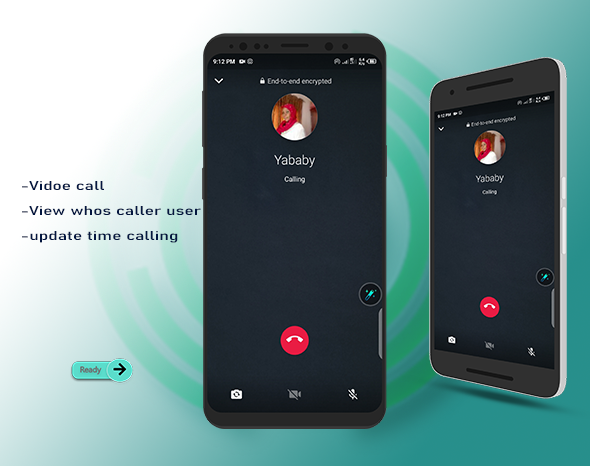 9:12 PM
End-to-end encrypted
Yababy
Calling
9:12 PM
End-to-end encrypted
Yababy
Calling
-Vidoe call
-View whos caller user
-update time calling
Ready